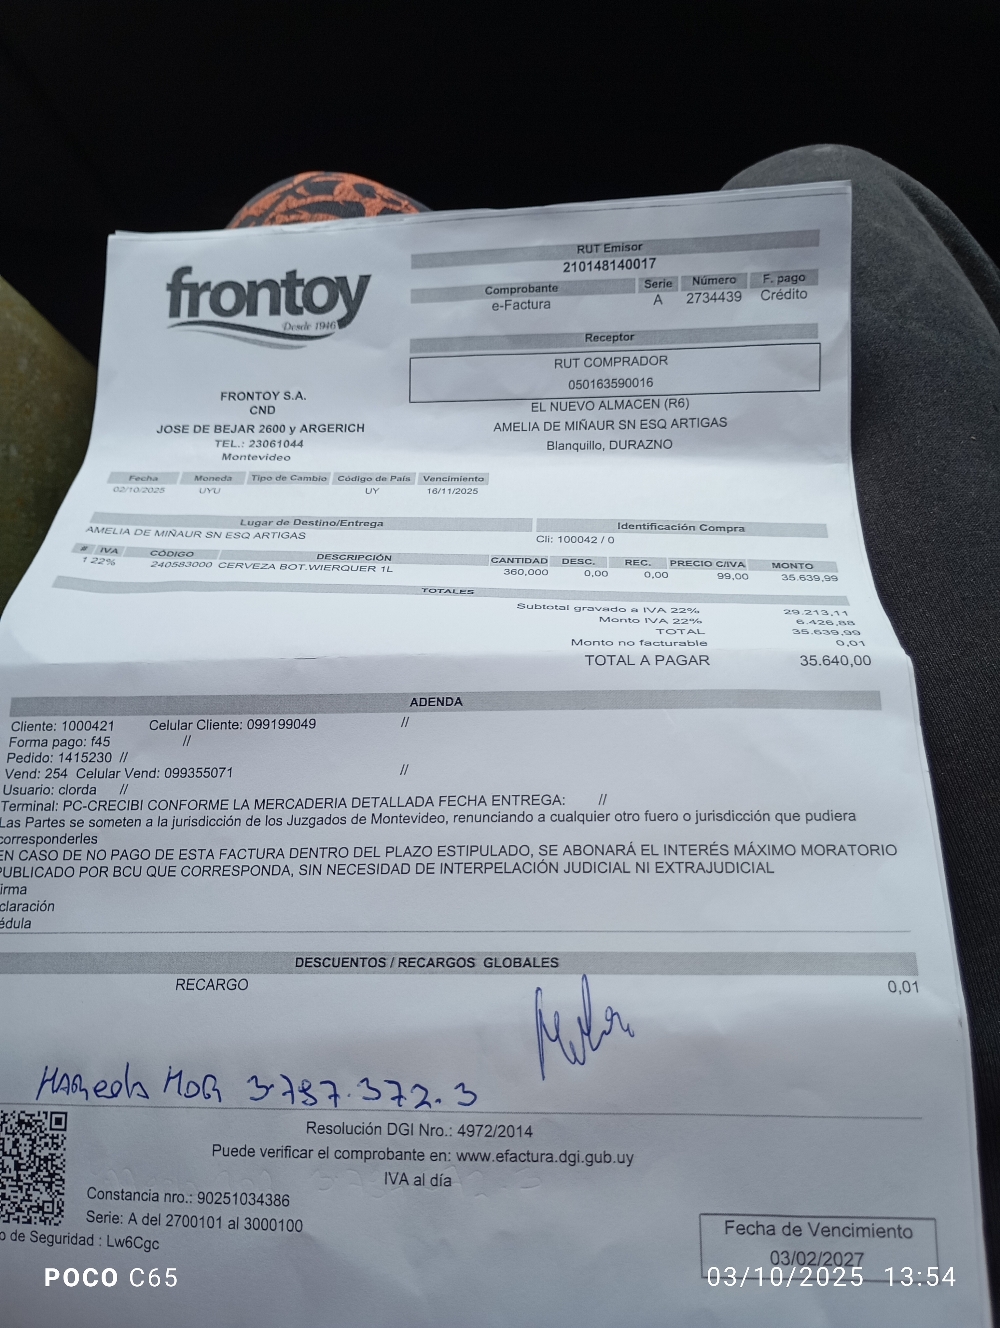 frontoy
Desde 1946
RUT Emisor
210148140017
Comprobante Serie Número F. pago
e-Factura A 2734439 Crédito
Receptor
RUT COMPRADOR
050163590016
EL NUEVO ALMACEN (R6)
AMELIA DE MIÑAUR SN ESQ ARTIGAS
Blanquillo, DURAZNO
FRONTOY S.A.
CND
JOSE DE BEJAR 2600 y ARGERICH
TEL.: 23061044
Montevideo
Fecha Moneda Tipo de Cambio Código de País Vencimiento
02/10/2025 UYU UY 16/11/2025
Lugar de Destino/Entrega Identificación Compra
AMELIA DE MIÑAUR SN ESQ ARTIGAS Cli: 100042 / 0
# IVA CÓDIGO DESCRIPCIÓN CANTIDAD DESC. REC. PRECIO C/IVA MONTO
1 22% 240583000 CERVEZA BOT.WIERQUER 1L 360,000 0,00 0,00 99,00 35.639,99
TOTALES
Subtotal gravado a IVA 22% 29.213,11
Monto IVA 22% 6.426,88
TOTAL 35.639,99
Monto no facturable 0,01
TOTAL A PAGAR 35.640,00
ADENDA
Cliente: 1000421 Celular Cliente: 099199049 //
Forma pago: f45 //
Pedido: 1415230 //
Vend: 254 Celular Vend: 099355071 //
Usuario: clorda //
Terminal: PC-CRECIBI CONFORME LA MERCADERIA DETALLADA FECHA ENTREGA: //
Las Partes se someten a la jurisdicción de los Juzgados de Montevideo, renunciando a cualquier otro fuero o jurisdicción que pudiera
corresponderles
EN CASO DE NO PAGO DE ESTA FACTURA DENTRO DEL PLAZO ESTIPULADO, SE ABONARÁ EL INTERÉS MÁXIMO MORATORIO
PUBLICADO POR BCU QUE CORRESPONDA, SIN NECESIDAD DE INTERPELACIÓN JUDICIAL NI EXTRAJUDICIAL
irma
claración
édula
DESCUENTOS / RECARGOS GLOBALES
RECARGO 0,01
3.787.372.3
Resolución DGI Nro.: 4972/2014
Puede verificar el comprobante en: www.efactura.dgi.gub.uy
IVA al día
Constancia nro.: 90251034386
Serie: A del 2700101 al 3000100
o de Seguridad : Lw6Cgc
Fecha de Vencimiento
03/02/2027
POCO C65
03/10/2025 13:54